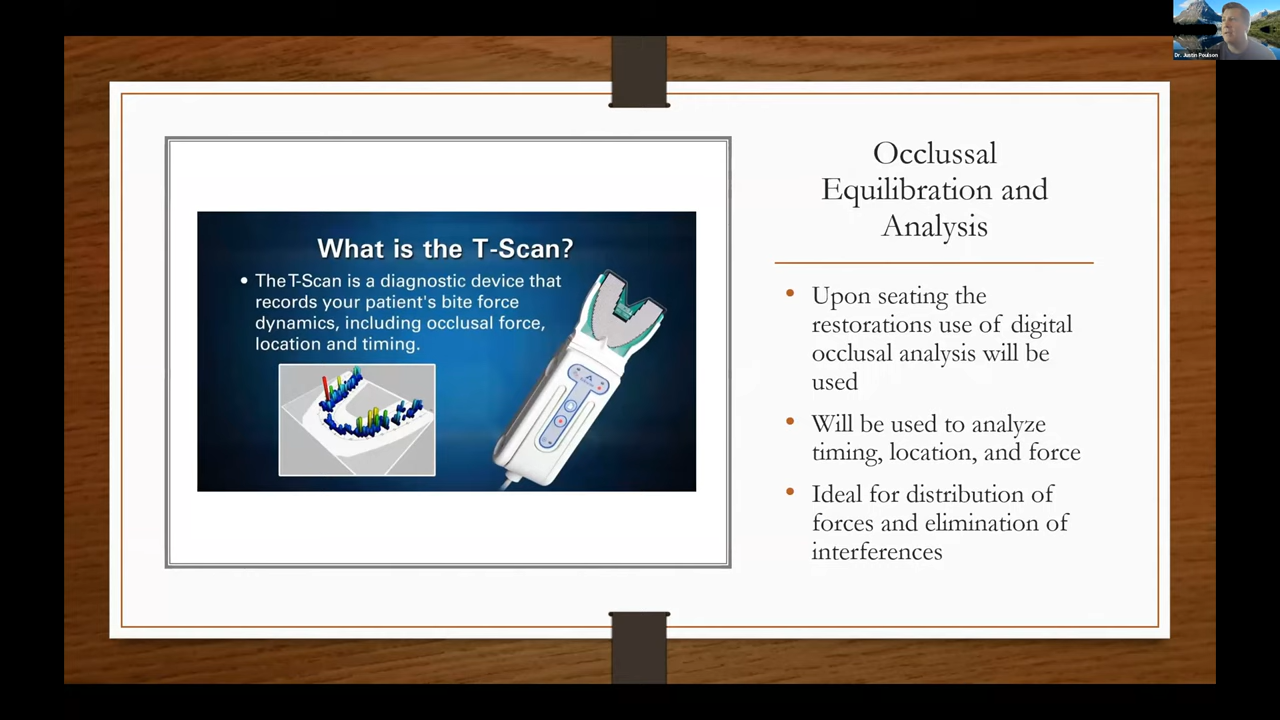 Dr. Justin Poulson
What is the T-Scan?
• The T-Scan is a diagnostic device that
records your patient's bite force
dynamics, including occlusal force,
location and timing.
Occlussal
Equilibration and
Analysis
• Upon seating the
restorations use of digital
occlusal analysis will be
used
• Will be used to analyze
timing, location, and force
• Ideal for distribution of
forces and elimination of
interferences